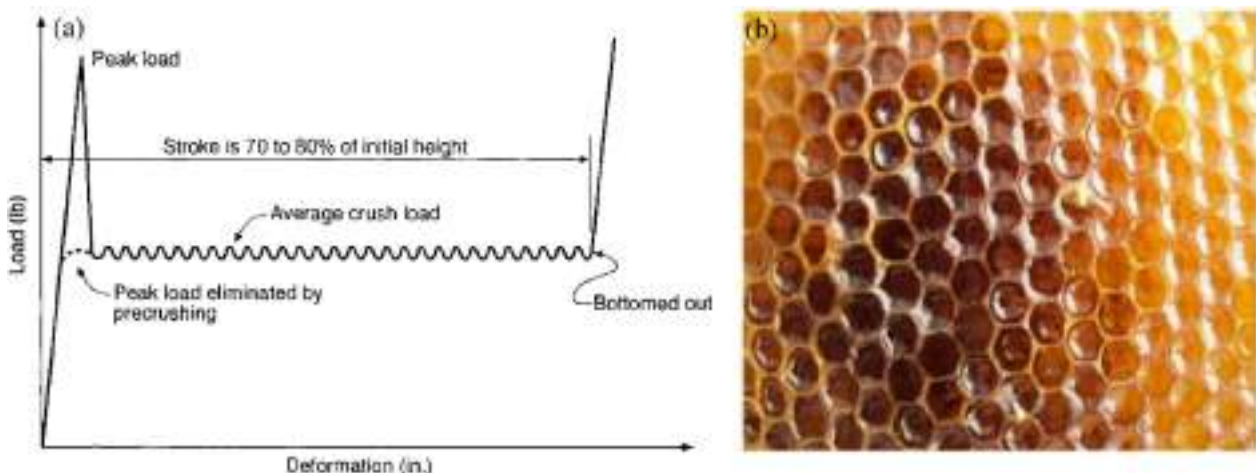 (a)
Peak load
Stroke is 70 to 80% of initial height
Average crush load
Peak load eliminated by
precrushing
Bottomed out
Load (lb)
Deformation (in.)
(b)